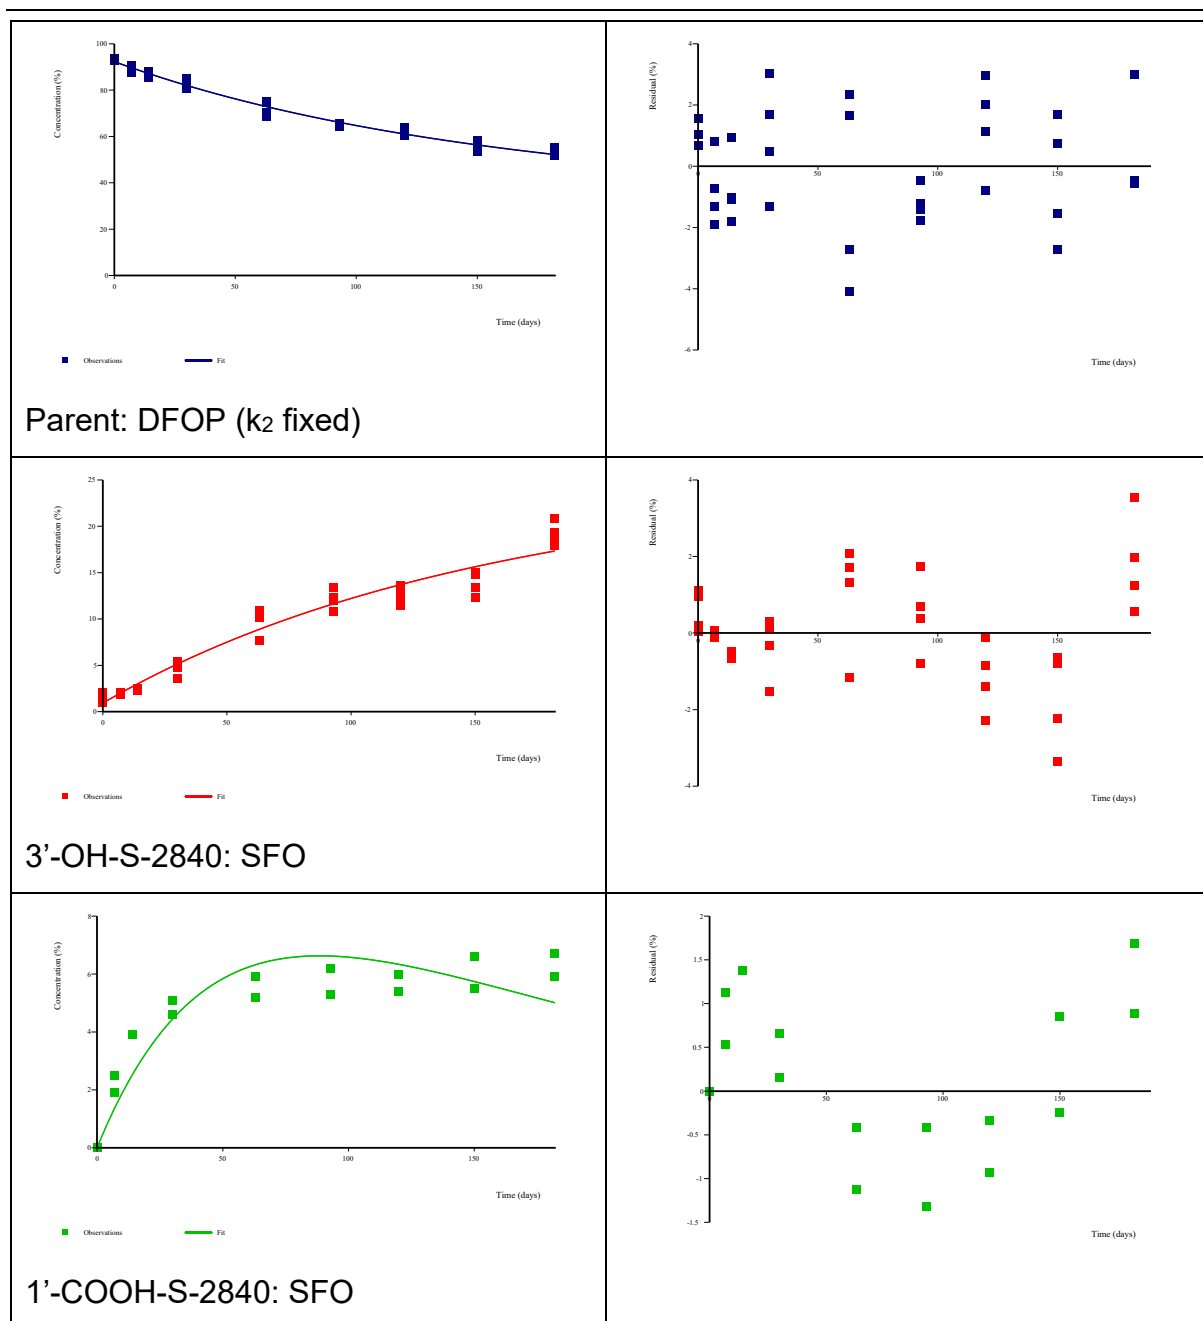 Concentration (%)
100
80
60
40
20
0
0 50 100 150
Time (days)
Observations Fit
Parent: DFOP (k₂ fixed)
Residual (%)
4
2
0
-2
-4
-6
0 50 100 150
Time (days)
Concentration (%)
25
20
15
10
5
0
0 50 100 150
Time (days)
Observations Fit
3’-OH-S-2840: SFO
Residual (%)
4
2
0
-2
-4
0 50 100 150
Time (days)
Concentration (%)
8
6
4
2
0
0 50 100 150
Time (days)
Observations Fit
1’-COOH-S-2840: SFO
Residual (%)
2
1.5
1
0.5
0
-0.5
-1
-1.5
0 50 100 150
Time (days)